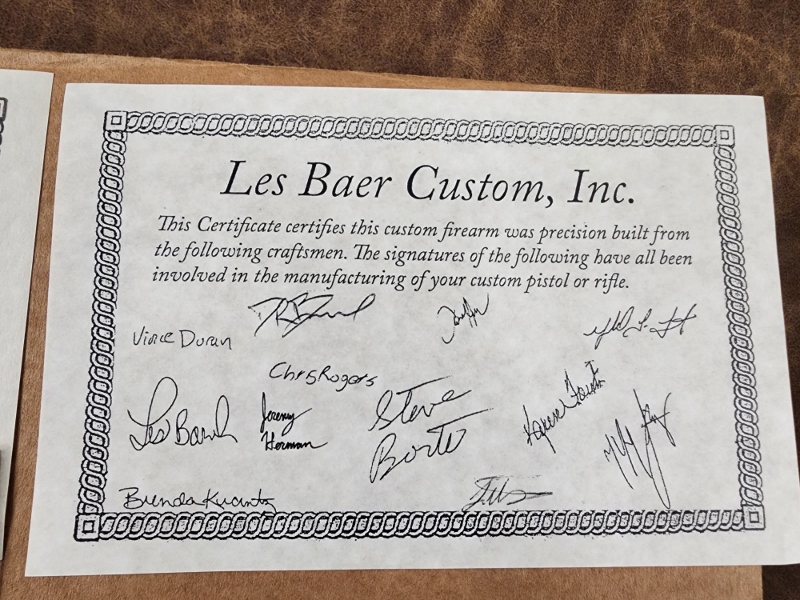 Les Baer Custom, Inc.
This Certificate certifies this custom firearm was precision built from
the following craftsmen. The signatures of the following have all been
involved in the manufacturing of your custom pistol or rifle.
Vince Duran
Chris Rogers
Les Baer
Jeremy
Herman
Steve
Borte
Brenda